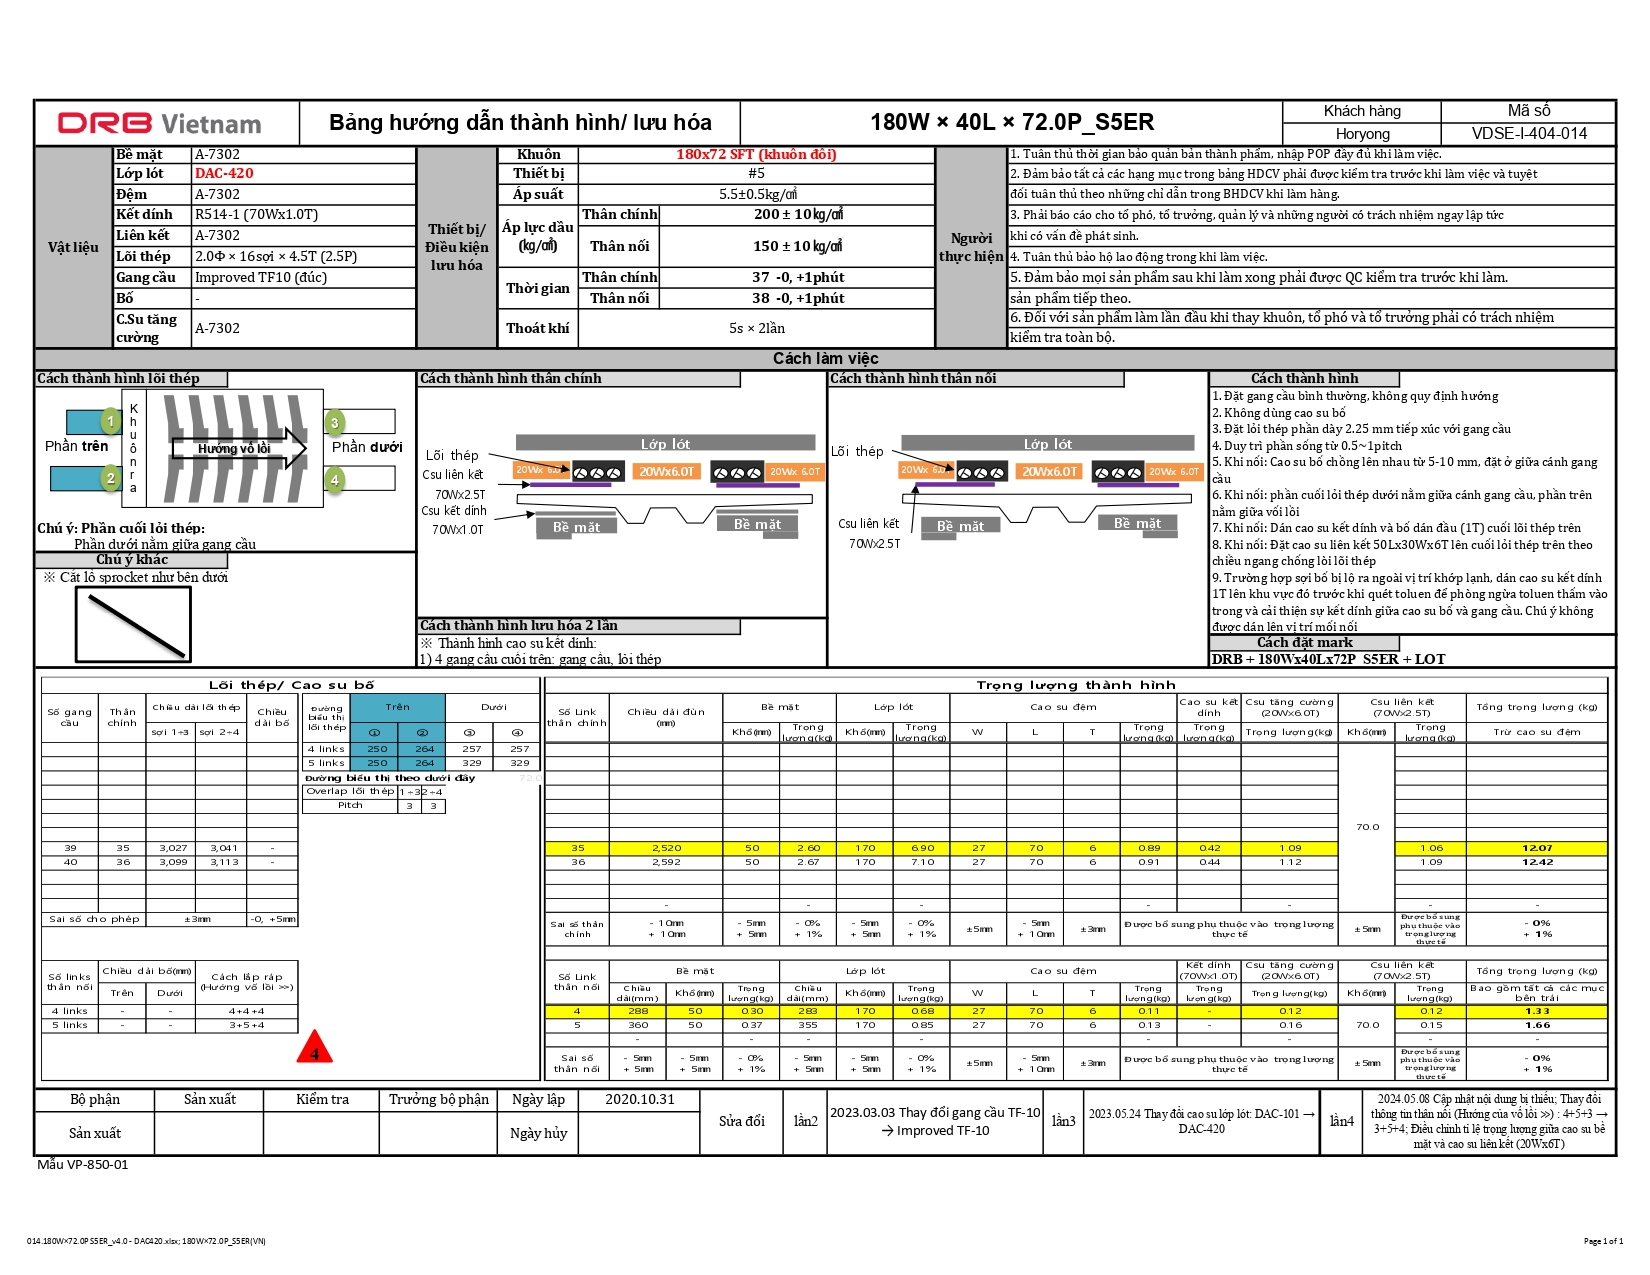 DRB Vietnam
Bảng hướng dẫn thành hình/ lưu hóa
180W × 40L × 72.0P_S5ER
Khách hàng
Mã số
Horyong
VDSE-I-404-014
Vật liệu
Bề mặt A-7302
Lớp lót DAC-420
Đệm A-7302
Kết dính R514-1 (70Wx1.0T)
Liên kết A-7302
Lõi thép 2.0Φ × 16sợi × 4.5T (2.5P)
Gang cầu Improved TF10 (đúc)
Bố -
C.Su tăng cường A-7302
Thiết bị/
Điều kiện
lưu hóa
Khuôn 180x72 SFT (khuôn đôi)
Thiết bị #5
Áp suất 5.5±0.5kg/㎠
Áp lực dầu
(kg/㎠)
Thân chính 200 ± 10 kg/㎠
Thân nối 150 ± 10 kg/㎠
Thời gian
Thân chính 37 -0, +1phút
Thân nối 38 -0, +1phút
Thoát khí 5s × 2lần
Người
thực hiện
1. Tuân thủ thời gian bảo quản bán thành phẩm, nhập POP đầy đủ khi làm việc.
2. Đảm bảo tất cả các hạng mục trong bảng HDCV phải được kiểm tra trước khi làm việc và tuyệt
đối tuân thủ theo những chỉ dẫn trong BHDCV khi làm hàng.
3. Phải báo cáo cho tổ phó, tổ trưởng, quản lý và những người có trách nhiệm ngay lập tức
khi có vấn đề phát sinh.
4. Tuân thủ bảo hộ lao động trong khi làm việc.
5. Đảm bảo mọi sản phẩm sau khi làm xong phải được QC kiểm tra trước khi làm.
sản phẩm tiếp theo.
6. Đối với sản phẩm làm lần đầu khi thay khuôn, tổ phó và tổ trưởng phải có trách nhiệm
kiểm tra toàn bộ.
Cách làm việc
Cách thành hình lõi thép
1
2
3
4
Phần trên
Khuôn ra
Hướng vố lồi
Phần dưới
Chú ý: Phần cuối lỏi thép:
Phần dưới nằm giữa gang cầu
Chú ý khác
※ Cắt lỗ sprocket như bên dưới
Cách thành hình thân chính
Lớp lót
Lõi thép
Csu liên kết
70Wx2.5T
Csu kết dính
70Wx1.0T
20Wx 6.0T
20Wx6.0T
20Wx 6.0T
Bề mặt
Bề mặt
Cách thành hình lưu hóa 2 lần
※ Thành hình cao su kết dính:
1) 4 gang cầu cuối trên: gang cầu, lỏi thép
Cách thành hình thân nối
Lớp lót
Lõi thép
20Wx 6.0T
20Wx6.0T
20Wx 6.0T
Csu liên kết
70Wx2.5T
Bề mặt
Bề mặt
Cách thành hình
1. Đặt gang cầu bình thường, không quy định hướng
2. Không dùng cao su bố
3. Đặt lỏi thép phần dày 2.25 mm tiếp xúc với gang cầu
4. Duy trì phần sống từ 0.5~1pitch
5. Khi nối: Cao su bố chồng lên nhau từ 5-10 mm, đặt ở giữa cánh gang
cầu
6. Khi nối: phần cuối lỏi thép dưới nằm giữa cánh gang cầu, phần trên
nằm giữa vố lồi
7. Khi nối: Dán cao su kết dính và bố dán đầu (1T) cuối lõi thép trên
8. Khi nối: Đặt cao su liên kết 50Lx30Wx6T lên cuối lỏi thép trên theo
chiều ngang chống lòi lõi thép
9. Trường hợp sợi bố bị lộ ra ngoài vị trí khớp lạnh, dán cao su kết dính
1T lên khu vực đó trước khi quét toluen để phòng ngừa toluen thấm vào
trong và cải thiện sự kết dính giữa cao su bố và gang cầu. Chú ý không
được dán lên vị trí mối nối
Cách đặt mark
DRB + 180Wx40Lx72P_S5ER + LOT
Lõi thép/ Cao su bố
Số gang cầu
Thân chính
Chiều dài lõi thép
sợi 1÷3 sợi 2÷4
Chiều dài bố
39 35 3,027 3,041 -
40 36 3,099 3,113 -
Sai số cho phép ±3mm -0, +5mm
Đường biểu thị lõi thép
Trên Dưới
① ② ③ ④
4 links 250 264 257 257
5 links 250 264 329 329
Đường biểu thị theo dưới đây 72.0
Overlap lõi thép 1÷3 2÷4
Pitch 3 3
Số links thân nối
Chiều dài bố(mm)
Trên Dưới
Cách lắp ráp
(Hướng vố lồi >>)
4 links - - 4+4+4
5 links - - 3+5+4
4
Trọng lượng thành hình
Số Link thân chính
Chiều dài đùn (mm)
Bề mặt
Lớp lót
Cao su đệm
Cao su kết dính
Csu tăng cường (20Wx6.0T)
Csu liên kết (70Wx2.5T)
Tổng trọng lượng (kg)
Khổ(mm) Trọng lượng(kg) Khổ(mm) Trọng lượng(kg) W L T Trọng lượng(kg) Trọng lượng(kg) Trọng lượng(kg) Khổ(mm) Trọng lượng(kg) Trừ cao su đệm
70.0
35 2,520 50 2.60 170 6.90 27 70 6 0.89 0.42 1.09 1.06 12.07
36 2,592 50 2.67 170 7.10 27 70 6 0.91 0.44 1.12 1.09 12.42
- - - - - - -
Sai số thân chính
- 10mm + 10mm
- 5mm + 5mm
- 0% + 1%
- 5mm + 5mm
- 0% + 1%
±5mm
- 5mm + 10mm
±3mm
Được bổ sung phụ thuộc vào trọng lượng thực tế
±5mm
Được bổ sung phụ thuộc vào trọng lượng thực tế
- 0% + 1%
Số Link thân nối
Bề mặt
Lớp lót
Cao su đệm
Kết dính (70Wx1.0T)
Csu tăng cường (20Wx6.0T)
Csu liên kết (70Wx2.5T)
Tổng trọng lượng (kg)
Chiều dài(mm) Khổ(mm) Trọng lượng(kg) Chiều dài(mm) Khổ(mm) Trọng lượng(kg) W L T Trọng lượng(kg) Trọng lượng(kg) Trọng lượng(kg) Khổ(mm) Trọng lượng(kg) Bao gồm tất cả các mục bên trái
4 288 50 0.30 283 170 0.68 27 70 6 0.11 - 0.12 0.12 1.33
5 360 50 0.37 355 170 0.85 27 70 6 0.13 - 0.16 70.0 0.15 1.66
- - - - - - -
Sai số thân nối
- 5mm + 5mm
- 5mm + 5mm
- 0% + 1%
- 5mm + 5mm
- 5mm + 5mm
- 0% + 1%
±5mm
- 5mm + 10mm
±3mm
Được bổ sung phụ thuộc vào trọng lượng thực tế
±5mm
Được bổ sung phụ thuộc vào trọng lượng thực tế
- 0% + 1%
Bộ phận Sản xuất Kiểm tra Trưởng bộ phận Ngày lập 2020.10.31
Sản xuất
Ngày hủy
Sửa đổi
lần2
2023.03.03 Thay đổi gang cầu TF-10
→ Improved TF-10
lần3
2023.05.24 Thay đổi cao su lớp lót: DAC-101 →
DAC-420
lần4
2024.05.08 Cập nhật nội dung bị thiếu; Thay đổi
thông tin thân nối (Hướng của vố lồi >>) : 4+5+3 →
3+5+4; Điều chỉnh tỉ lệ trọng lượng giữa cao su bề
mặt và cao su liên kết (20Wx6T)
Mẫu VP-850-01
014.180W×72.0PS5ER_v4.0 - DAC420.xlsx; 180W×72.0P_S5ER(VN)
Page 1 of 1